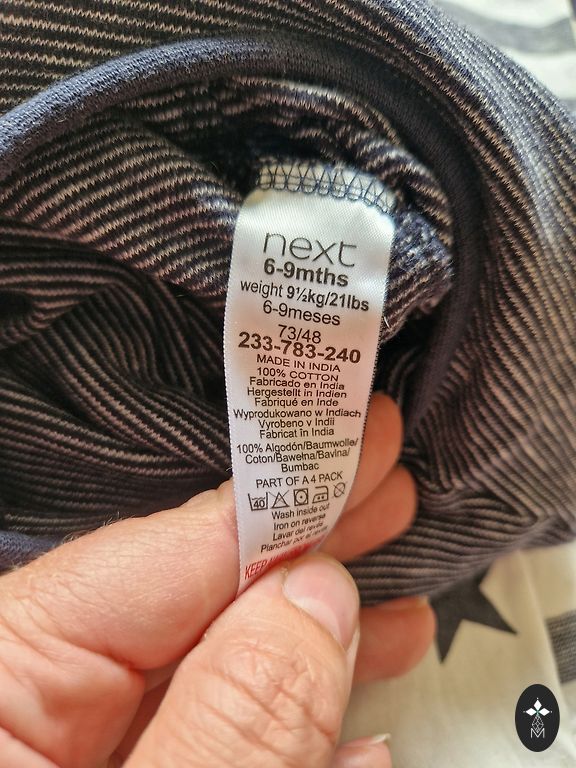 next
6-9mths
weight 9½kg/21lbs
6-9meses
73/48
233-783-240
MADE IN INDIA
100% COTTON
Fabricado en India
Hergestellt in Indien
Fabriqué en Inde
Wyprodukowano w Indiach
Vyrobeno v Indii
Fabricat în India
100% Algodón/Baumwolle/
Coton/Bawełna/Bavlna/
Bumbac
PART OF A 4 PACK
40
Wash inside out
Iron on reverse
Lavar del revés
Planchar por el revés
KEEP
M